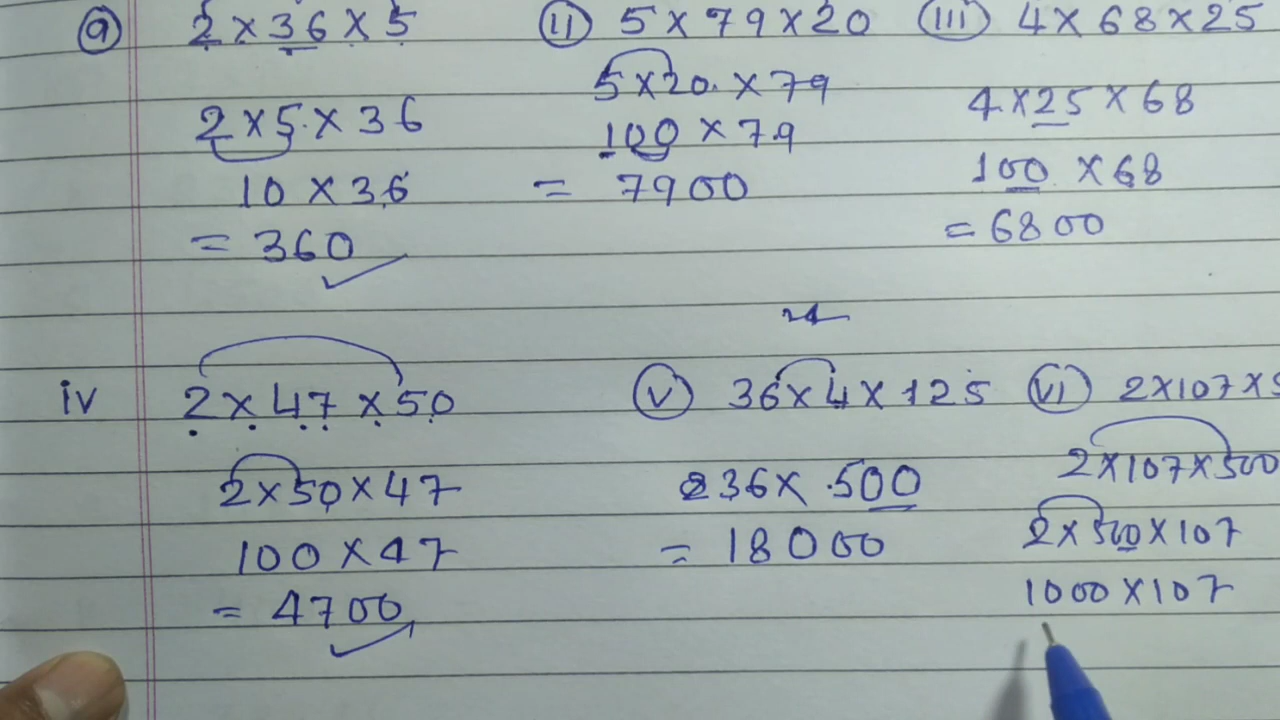 a 2 × 36 × 5
2 × 5 × 36
10 × 36
= 360
II 5 × 79 × 20
5 × 20 × 79
100 × 79
= 7900
III 4 × 68 × 25
4 × 25 × 68
100 × 68
= 6800
iv 2 × 47 × 50
2 × 50 × 47
100 × 47
= 4700
V 36 × 4 × 125
36 × 500
= 18000
VI 2 × 107 × 5
2 × 107 × 500
2 × 500 × 107
1000 × 107